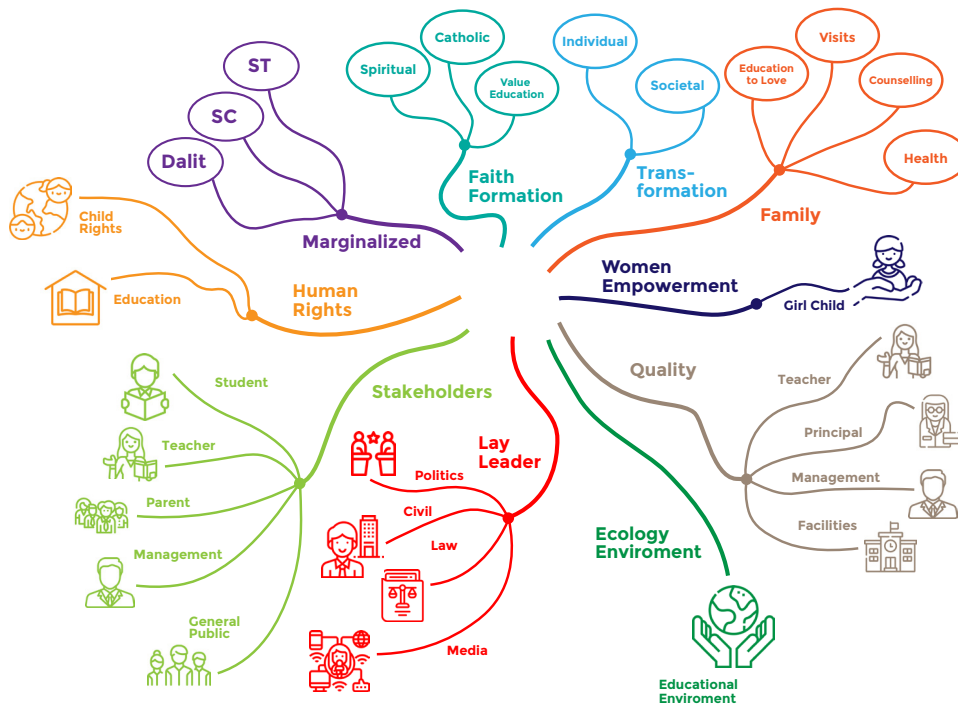 ST
SC
Dalit
Marginalized
Catholic
Spiritual
Value
Education
Faith
Formation
Individual
Societal
Trans-
formation
Visits
Education
to Love
Counselling
Health
Family
Child
Rights
Education
Human
Rights
Women
Empowerment
Girl Child
Student
Teacher
Parent
Management
General
Public
Stakeholders
Lay
Leader
Politics
Civil
Law
Media
Quality
Teacher
Principal
Management
Facilities
Ecology
Enviroment
Educational
Enviroment